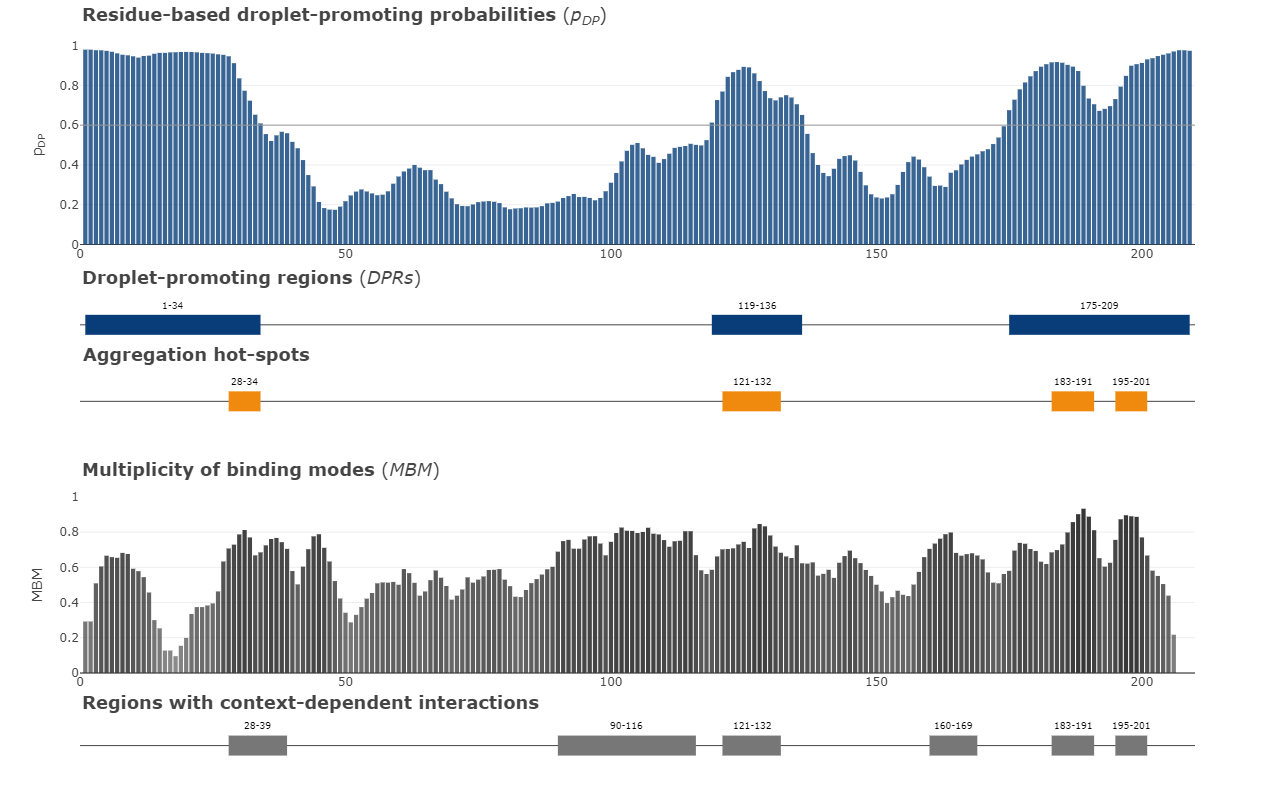 Residue-based droplet-promoting probabilities (pDP)
1
0.8
0.6
0.4
0.2
0
pDP
0 50 100 150 200
Droplet-promoting regions (DPRs)
1-34 119-136 175-209
Aggregation hot-spots
28-34 121-132 183-191 195-201
Multiplicity of binding modes (MBM)
1
0.8
0.6
0.4
0.2
0
MBM
0 50 100 150 200
Regions with context-dependent interactions
28-39 90-116 121-132 160-169 183-191 195-201